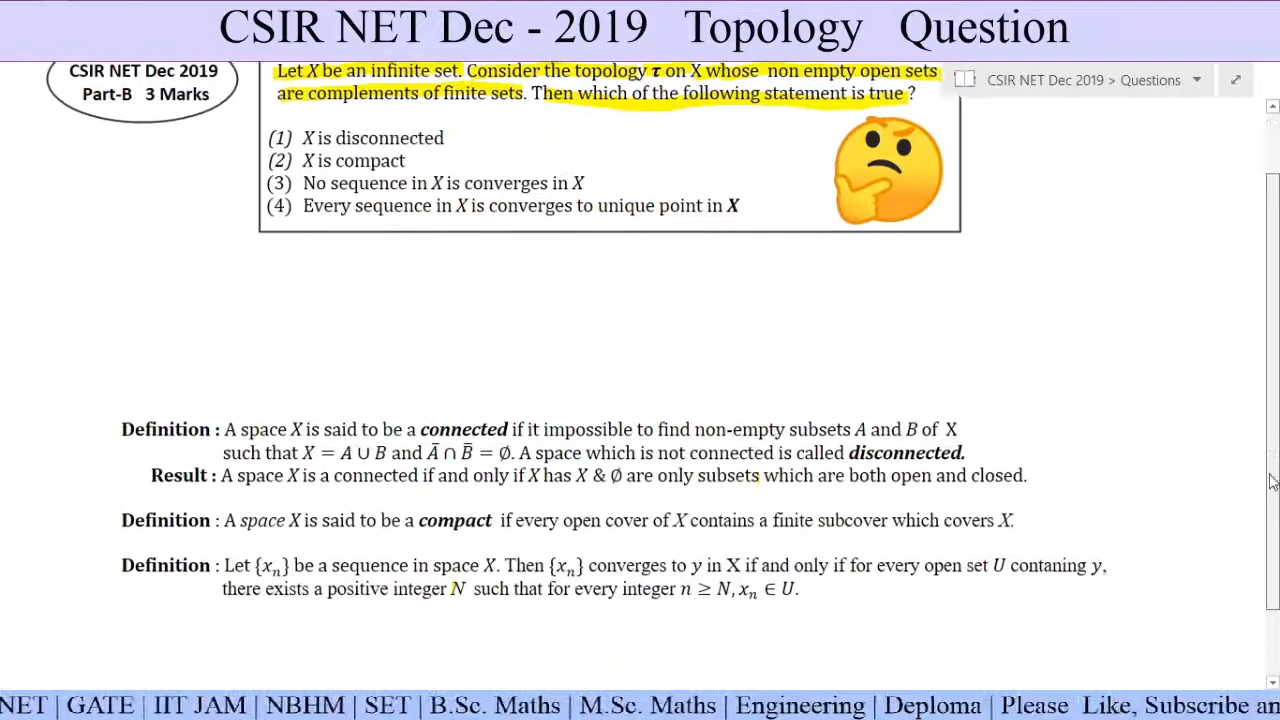 CSIR NET Dec - 2019 Topology Question
CSIR NET Dec 2019
Part-B 3 Marks
Let X be an infinite set. Consider the topology τ on X whose non empty open sets
are complements of finite sets. Then which of the following statement is true ?
CSIR NET Dec 2019 > Questions
(1) X is disconnected
(2) X is compact
(3) No sequence in X is converges in X
(4) Every sequence in X is converges to unique point in X
Definition : A space X is said to be a connected if it impossible to find non-empty subsets A and B of X
such that X = A ∪ B and Ā ∩ B̄ = ∅. A space which is not connected is called disconnected.
Result : A space X is a connected if and only if X has X & ∅ are only subsets which are both open and closed.
Definition : A space X is said to be a compact if every open cover of X contains a finite subcover which covers X.
Definition : Let {xₙ} be a sequence in space X. Then {xₙ} converges to y in X if and only if for every open set U contaning y,
there exists a positive integer N such that for every integer n ≥ N, xₙ ∈ U.
NET | GATE | IIT JAM | NBHM | SET | B.Sc. Maths | M.Sc. Maths | Engineering | Deploma | Please Like, Subscribe an